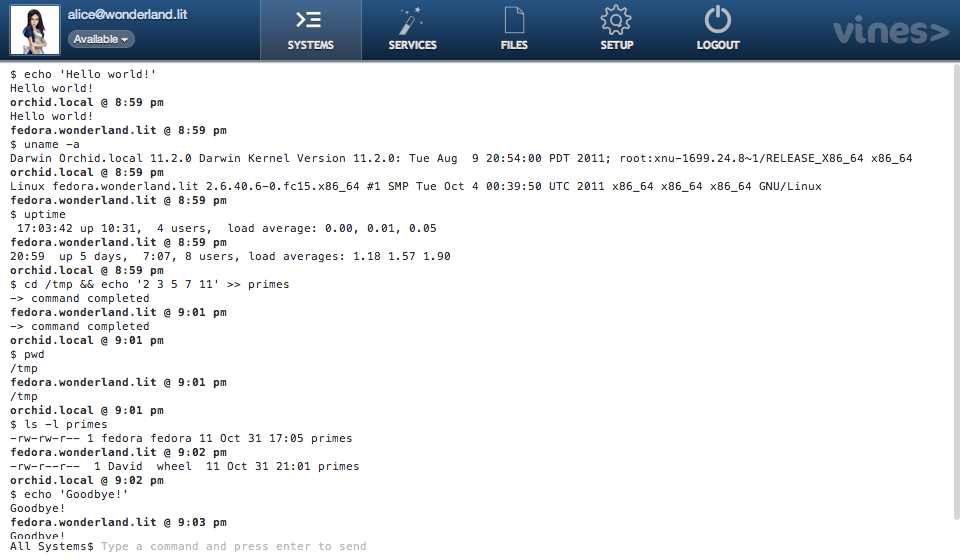 alice@wonderland.lit
Available
SYSTEMS
SERVICES
FILES
SETUP
LOGOUT
vines>
$ echo 'Hello world!'
Hello world!
orchid.local @ 8:59 pm
Hello world!
fedora.wonderland.lit @ 8:59 pm
$ uname -a
Darwin Orchid.local 11.2.0 Darwin Kernel Version 11.2.0: Tue Aug  9 20:54:00 PDT 2011; root:xnu-1699.24.8~1/RELEASE_X86_64 x86_64
orchid.local @ 8:59 pm
Linux fedora.wonderland.lit 2.6.40.6-0.fc15.x86_64 #1 SMP Tue Oct 4 00:39:50 UTC 2011 x86_64 x86_64 x86_64 GNU/Linux
fedora.wonderland.lit @ 8:59 pm
$ uptime
 17:03:42 up 10:31,  4 users,  load average: 0.00, 0.01, 0.05
fedora.wonderland.lit @ 8:59 pm
20:59  up 5 days,  7:07, 8 users, load averages: 1.18 1.57 1.90
orchid.local @ 8:59 pm
$ cd /tmp && echo '2 3 5 7 11' >> primes
-> command completed
fedora.wonderland.lit @ 9:01 pm
-> command completed
orchid.local @ 9:01 pm
$ pwd
/tmp
fedora.wonderland.lit @ 9:01 pm
/tmp
orchid.local @ 9:01 pm
$ ls -l primes
-rw-rw-r-- 1 fedora fedora 11 Oct 31 17:05 primes
fedora.wonderland.lit @ 9:02 pm
-rw-r--r--  1 David  wheel  11 Oct 31 21:01 primes
orchid.local @ 9:02 pm
$ echo 'Goodbye!'
Goodbye!
fedora.wonderland.lit @ 9:03 pm
Goodbye!
All Systems$ Type a command and press enter to send